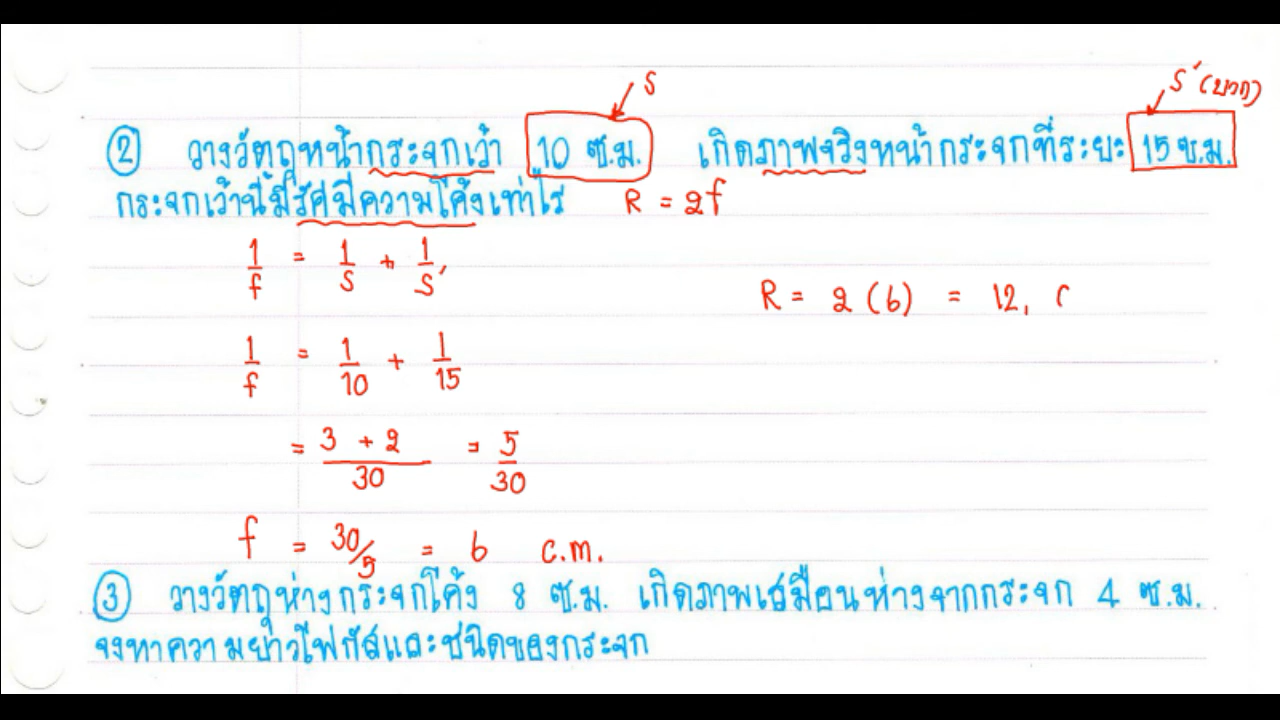 S
S′ (บวก)
② วางวัตถุหน้ากระจกเว้า 10 ซ.ม. เกิดภาพจริงหน้ากระจกที่ระยะ 15 ซ.ม.
กระจกเว้านี้มีรัศมีความโค้งเท่าไร R = 2f
1/f = 1/S + 1/S′
R = 2 (6) = 12, c
1/f = 1/10 + 1/15
= 3 + 2/30 = 5/30
f = 30/5 = 6 c.m.
③ วางวัตถุห่างกระจกโค้ง 8 ซ.ม. เกิดภาพเสมือนห่างจากกระจก 4 ซ.ม.
จงหาความยาวโฟกัสและชนิดของกระจก